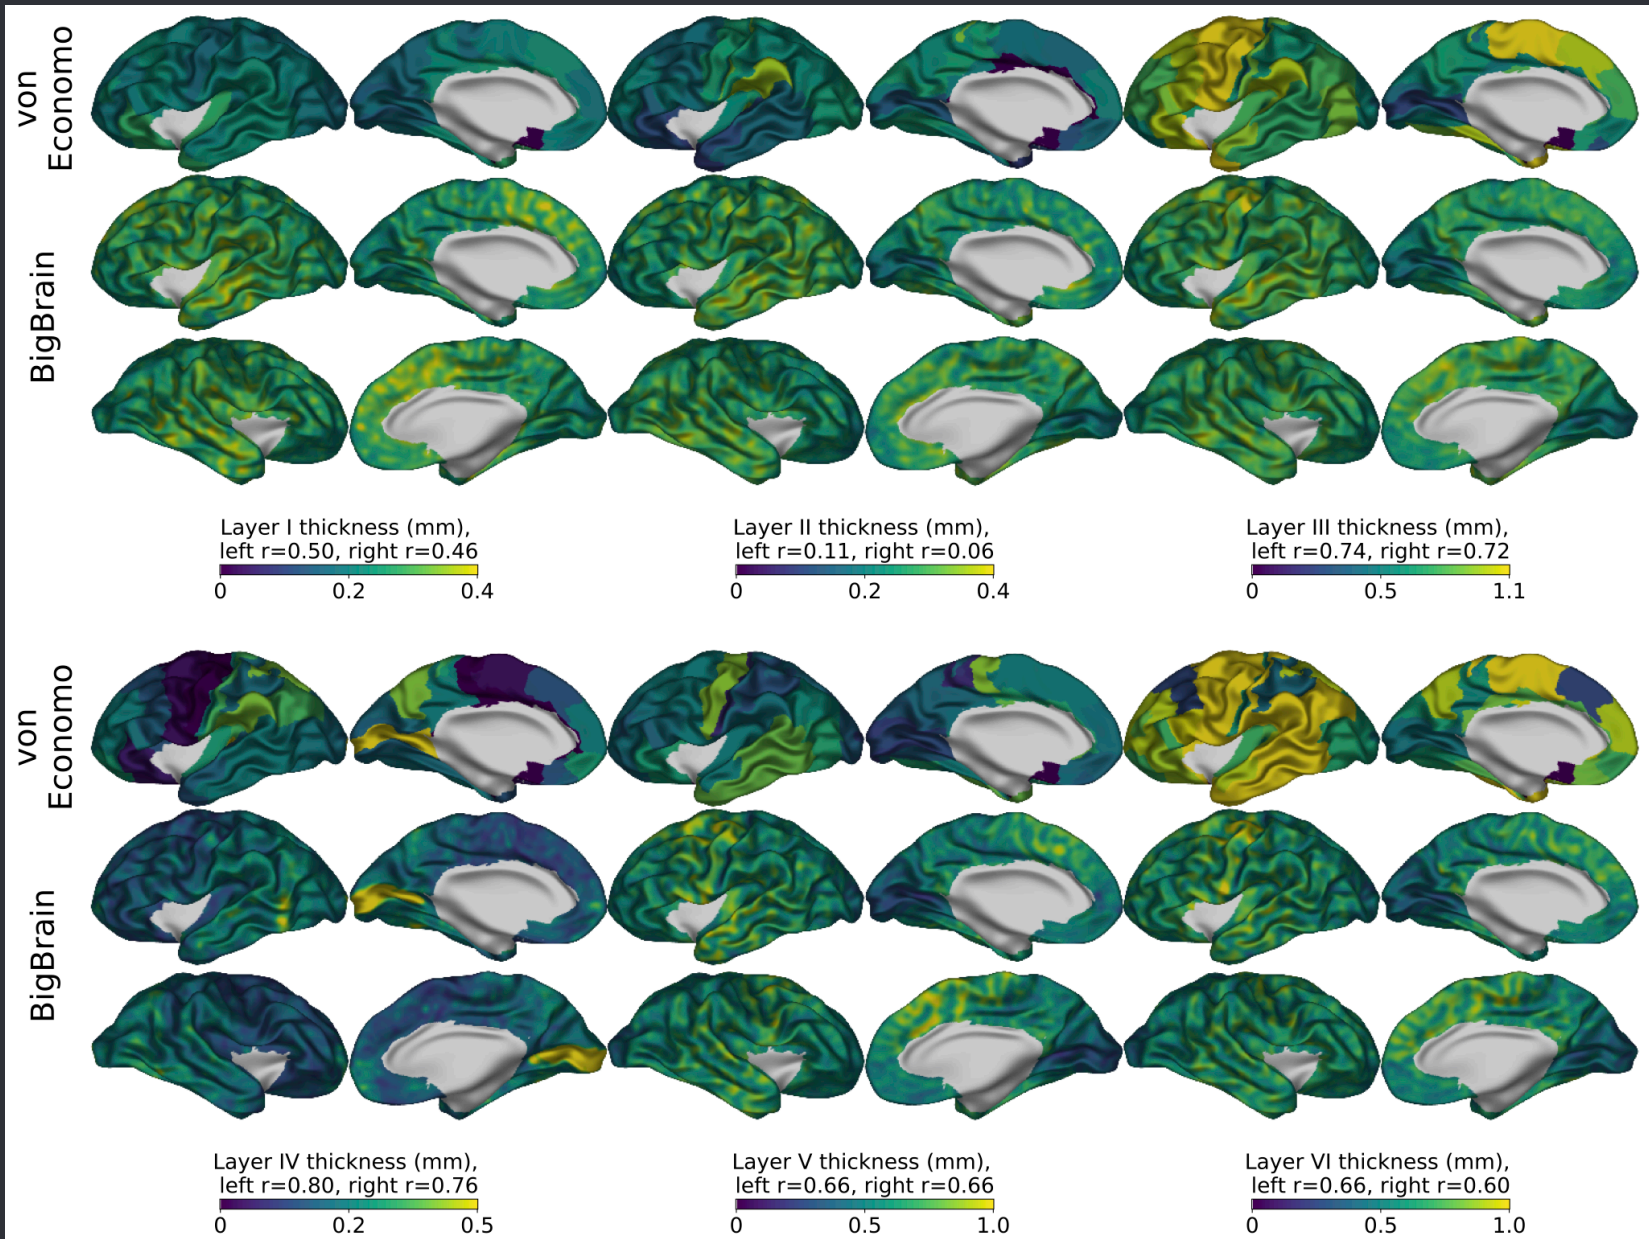 von
Economo
BigBrain
BigBrain
Layer I thickness (mm),
left r=0.50, right r=0.46
0 0.2 0.4
Layer II thickness (mm),
left r=0.11, right r=0.06
0 0.2 0.4
Layer III thickness (mm),
left r=0.74, right r=0.72
0 0.5 1.1
von
Economo
BigBrain
Layer IV thickness (mm),
left r=0.80, right r=0.76
0 0.2 0.5
Layer V thickness (mm),
left r=0.66, right r=0.66
0 0.5 1.0
Layer VI thickness (mm),
left r=0.66, right r=0.60
0 0.5 1.0